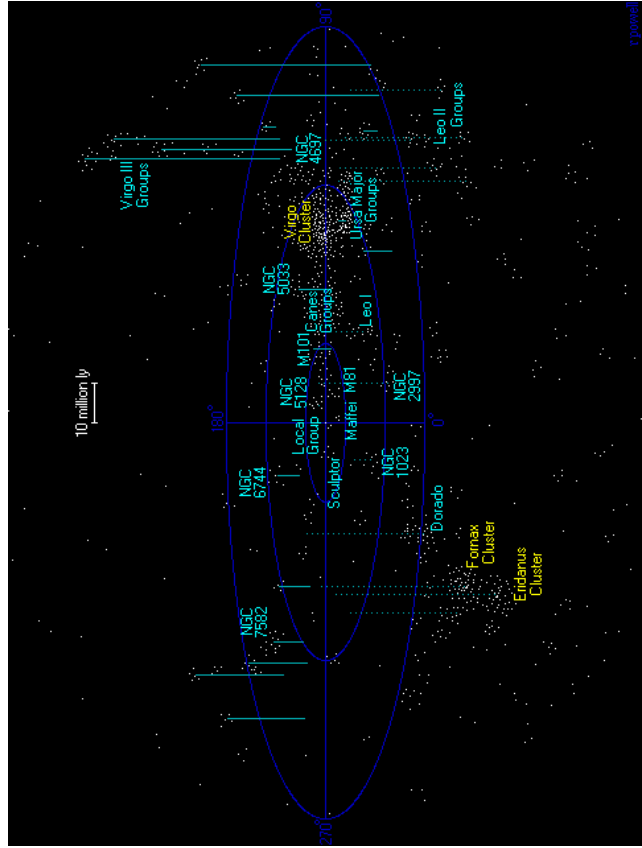 10 million ly
Virgo III
Groups
180°
NGC
7582
NGC
6744
NGC
5033
NGC
5128
Virgo
Cluster
NGC
4697
Local
Group
M101
Canes
Groups
270°
90°
Sculptor
Maffei
M81
Ursa Major
Groups
Leo I
NGC
1023
NGC
2997
0°
Dorado
Leo II
Groups
Fornax
Cluster
Eridanus
Cluster
r powell